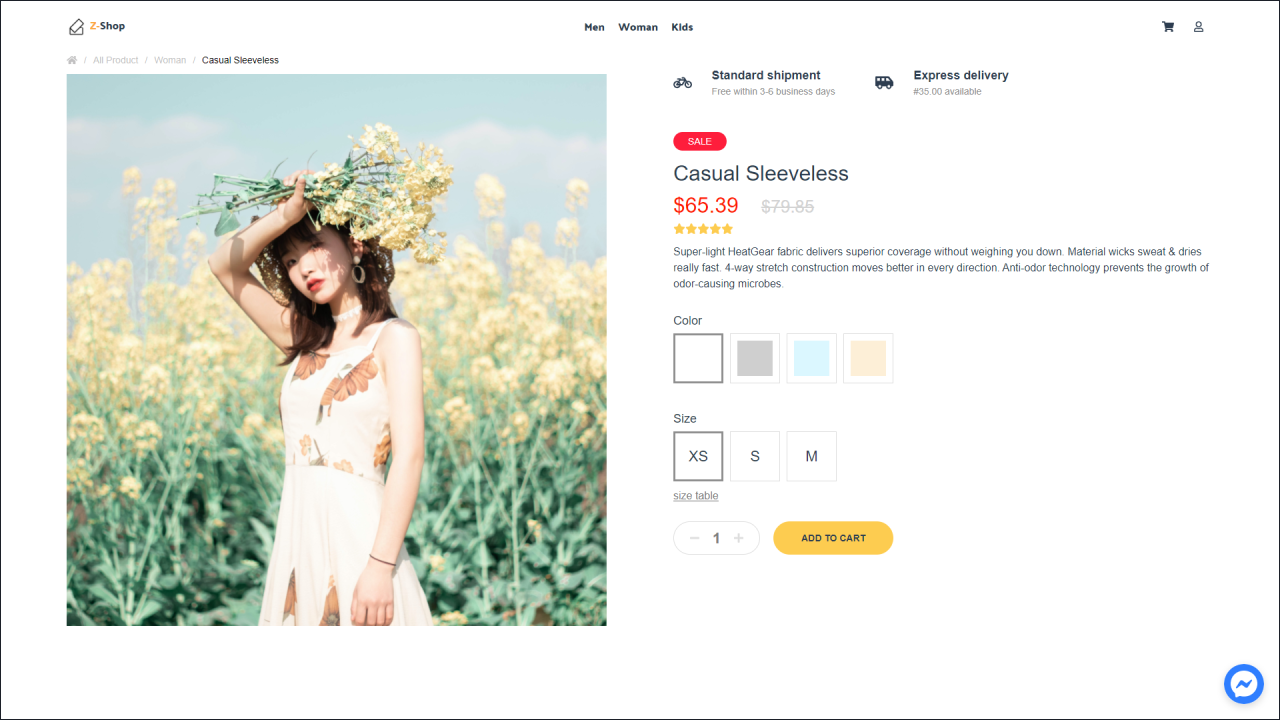 Z-Shop
Men Woman Kids
/ All Product / Woman / Casual Sleeveless
Standard shipment
Free within 3-6 business days
Express delivery
#35.00 available
SALE
Casual Sleeveless
$65.39 $79.85
Super-light HeatGear fabric delivers superior coverage without weighing you down. Material wicks sweat & dries
really fast. 4-way stretch construction moves better in every direction. Anti-odor technology prevents the growth of
odor-causing microbes.
Color
Size
XS S M
size table
− 1 +
ADD TO CART